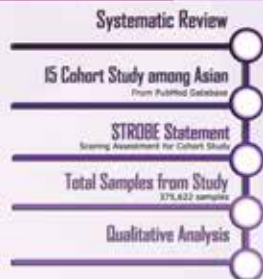 Systematic Review
15 Cohort Study among Asian
From PubMed Database
STROBE Statement
Scoring Assessment for Cohort Study
Total Samples from Study
375,622 samples
Qualitative Analysis